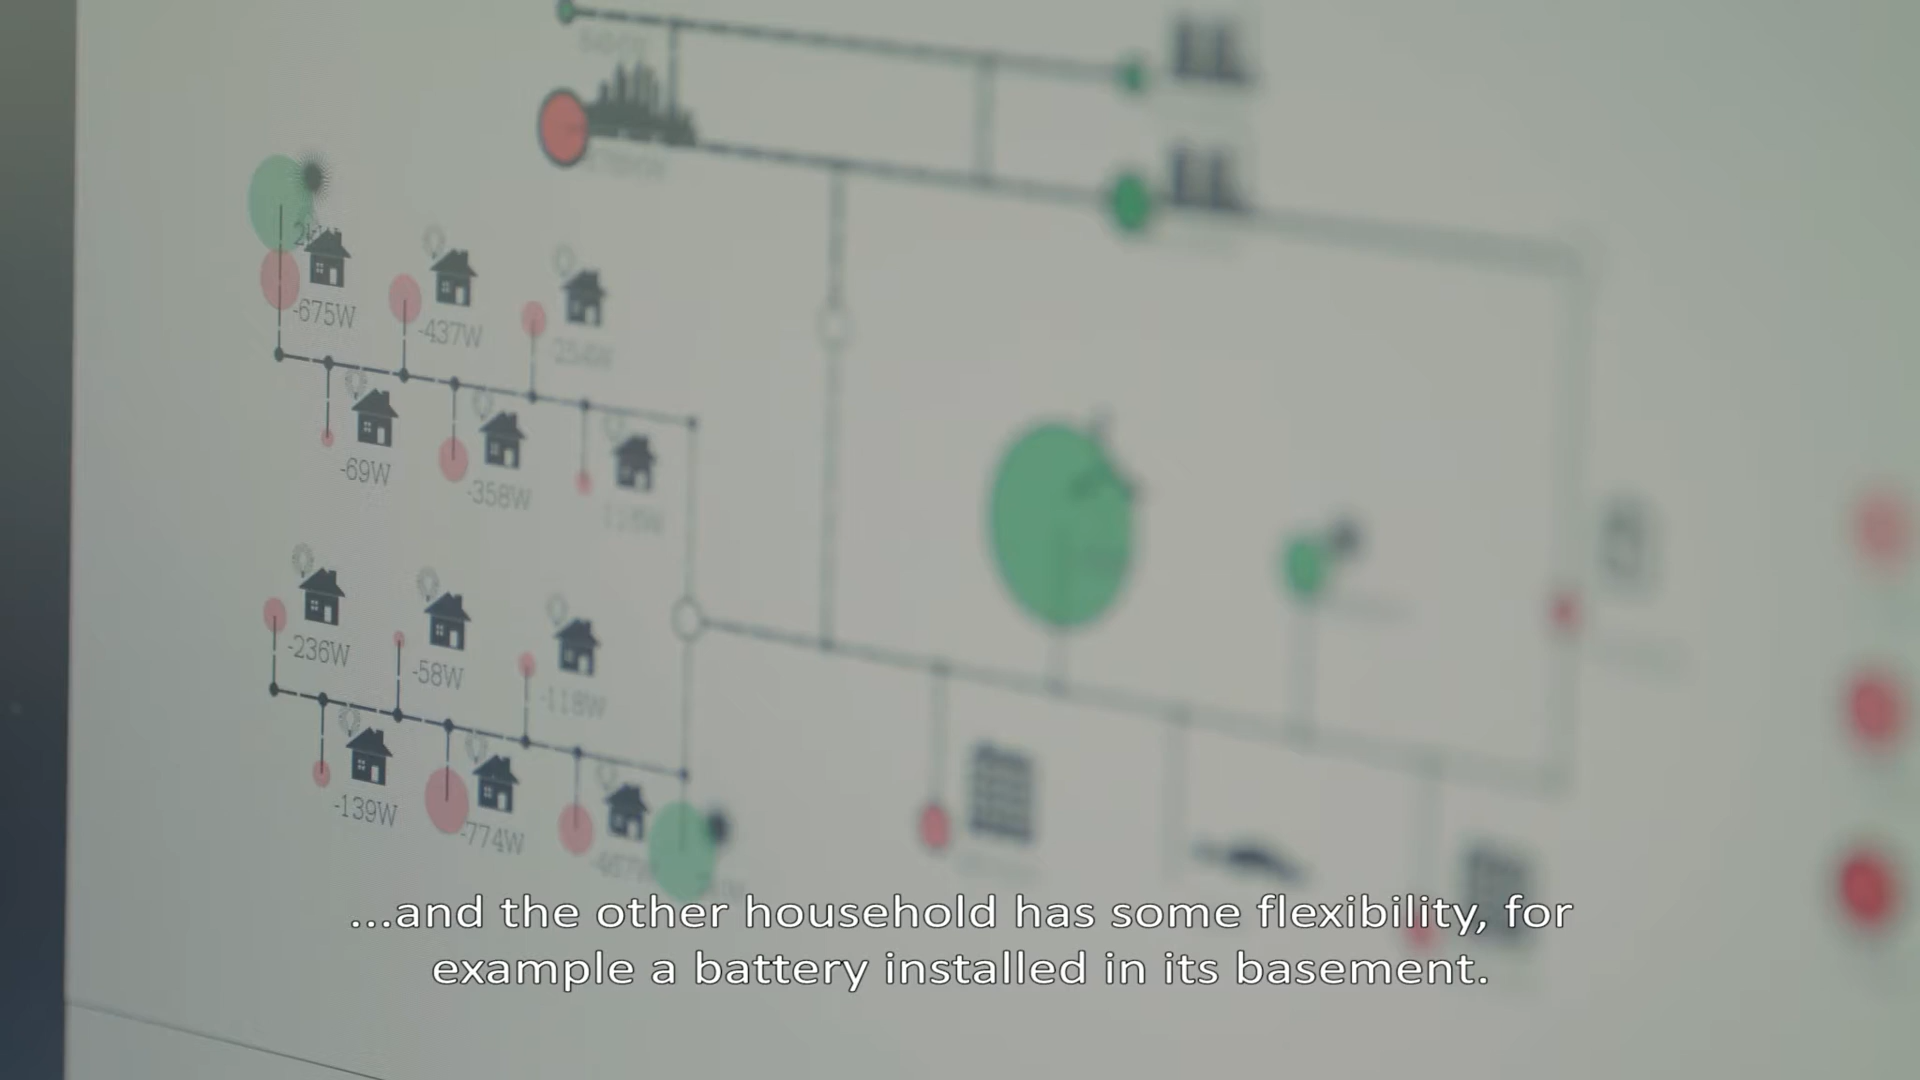 -675W
-437W
-254W
-69W
-358W
-236W
-58W
-118W
-139W
-774W
...and the other household has some flexibility, for
example a battery installed in its basement.